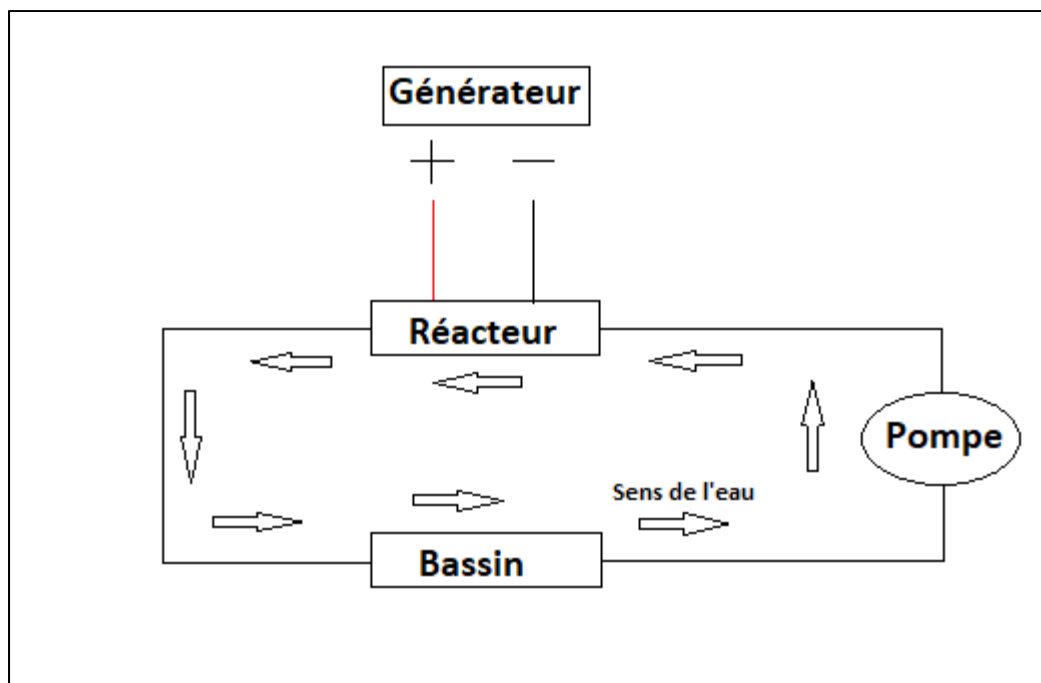 Générateur
+ −
Réacteur
Pompe
Sens de l'eau
Bassin